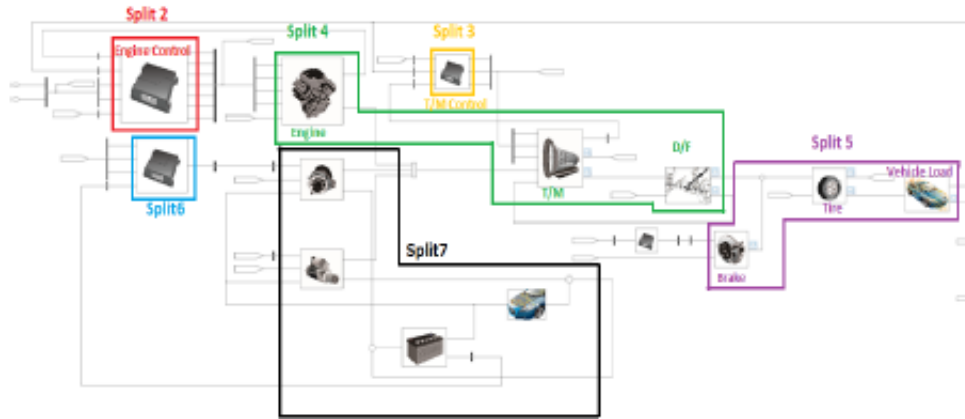 Split 2
Split 4
Split 3
Engine Control
T/M Control
Engine
D/F
Split 5
Vehicle Load
T/M
Tire
Split6
Split7
Brake